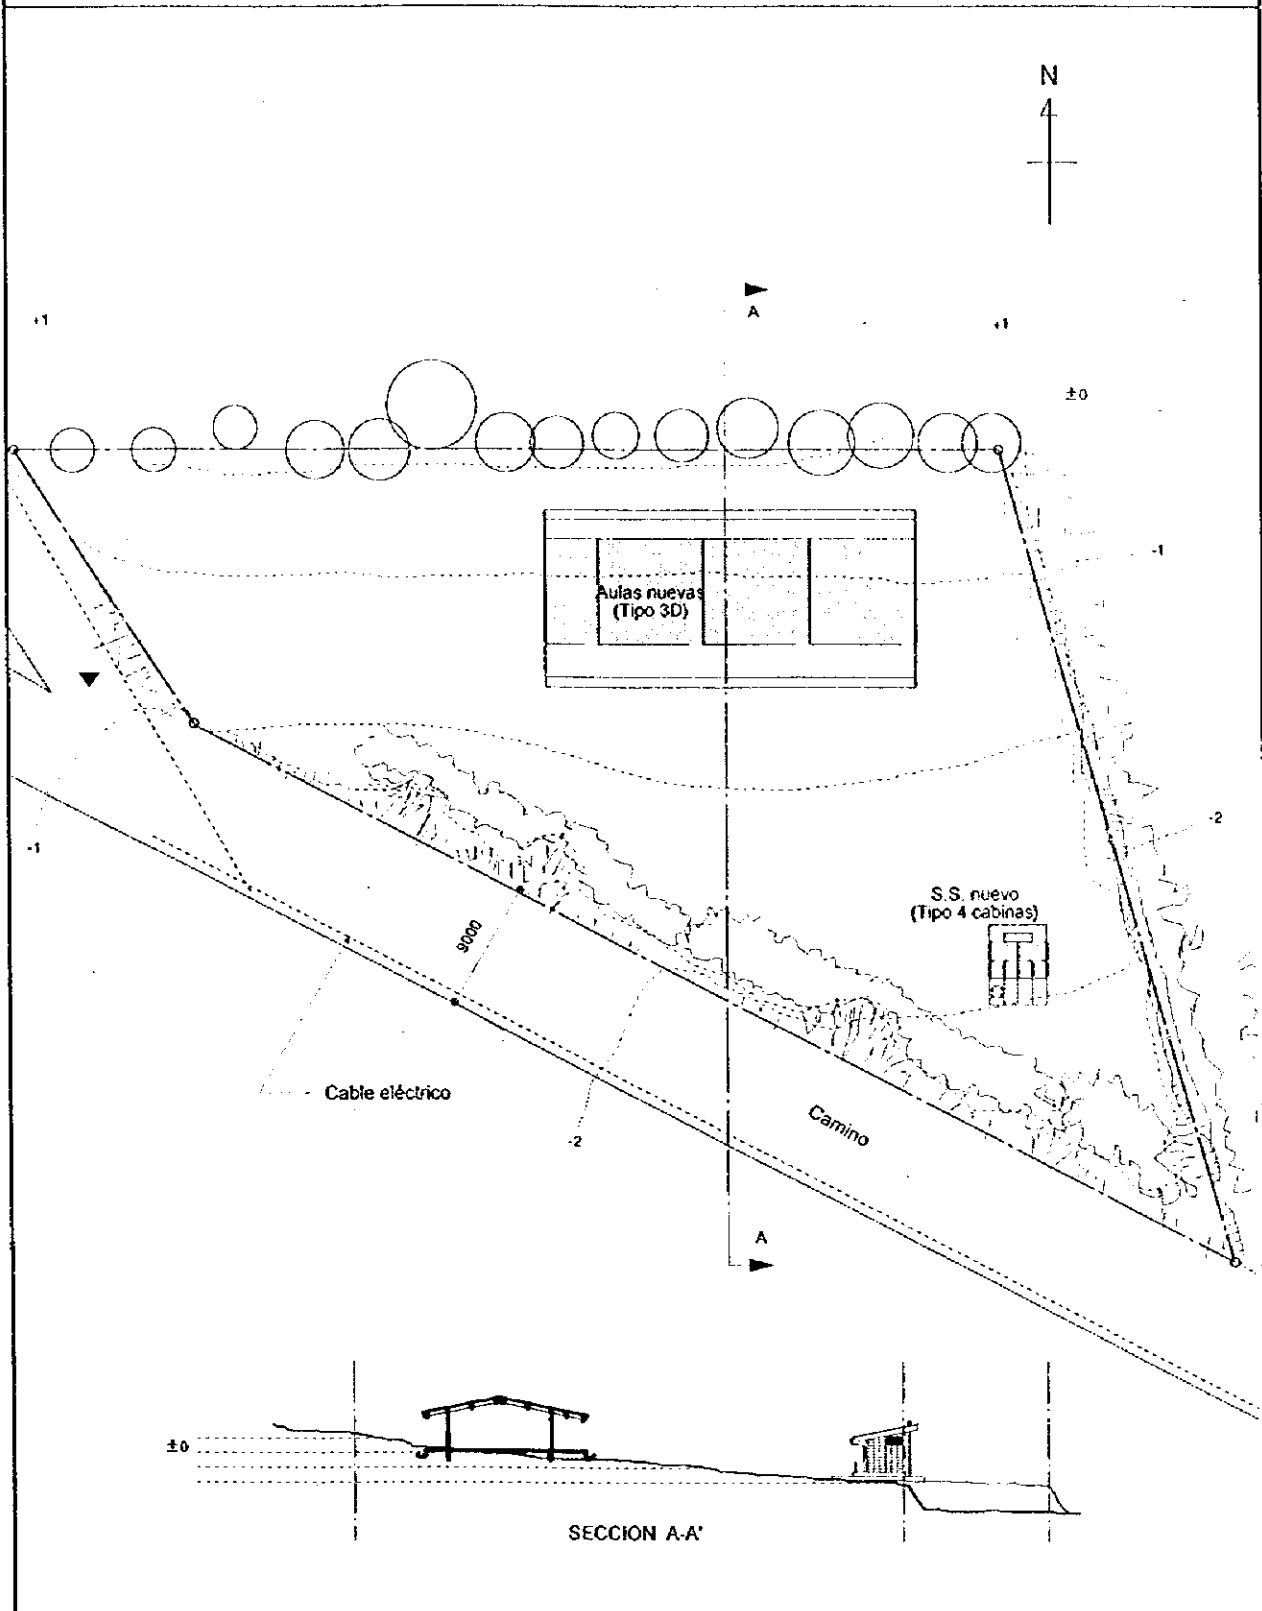 N
A
+1
+1
±0
-1
Aulas nuevas
(Tipo 3D)
-2
-1
S.S. nuevo
(Tipo 4 cabinas)
9000
Cable eléctrico
Camino
-2
A
±0
SECCION A-A'